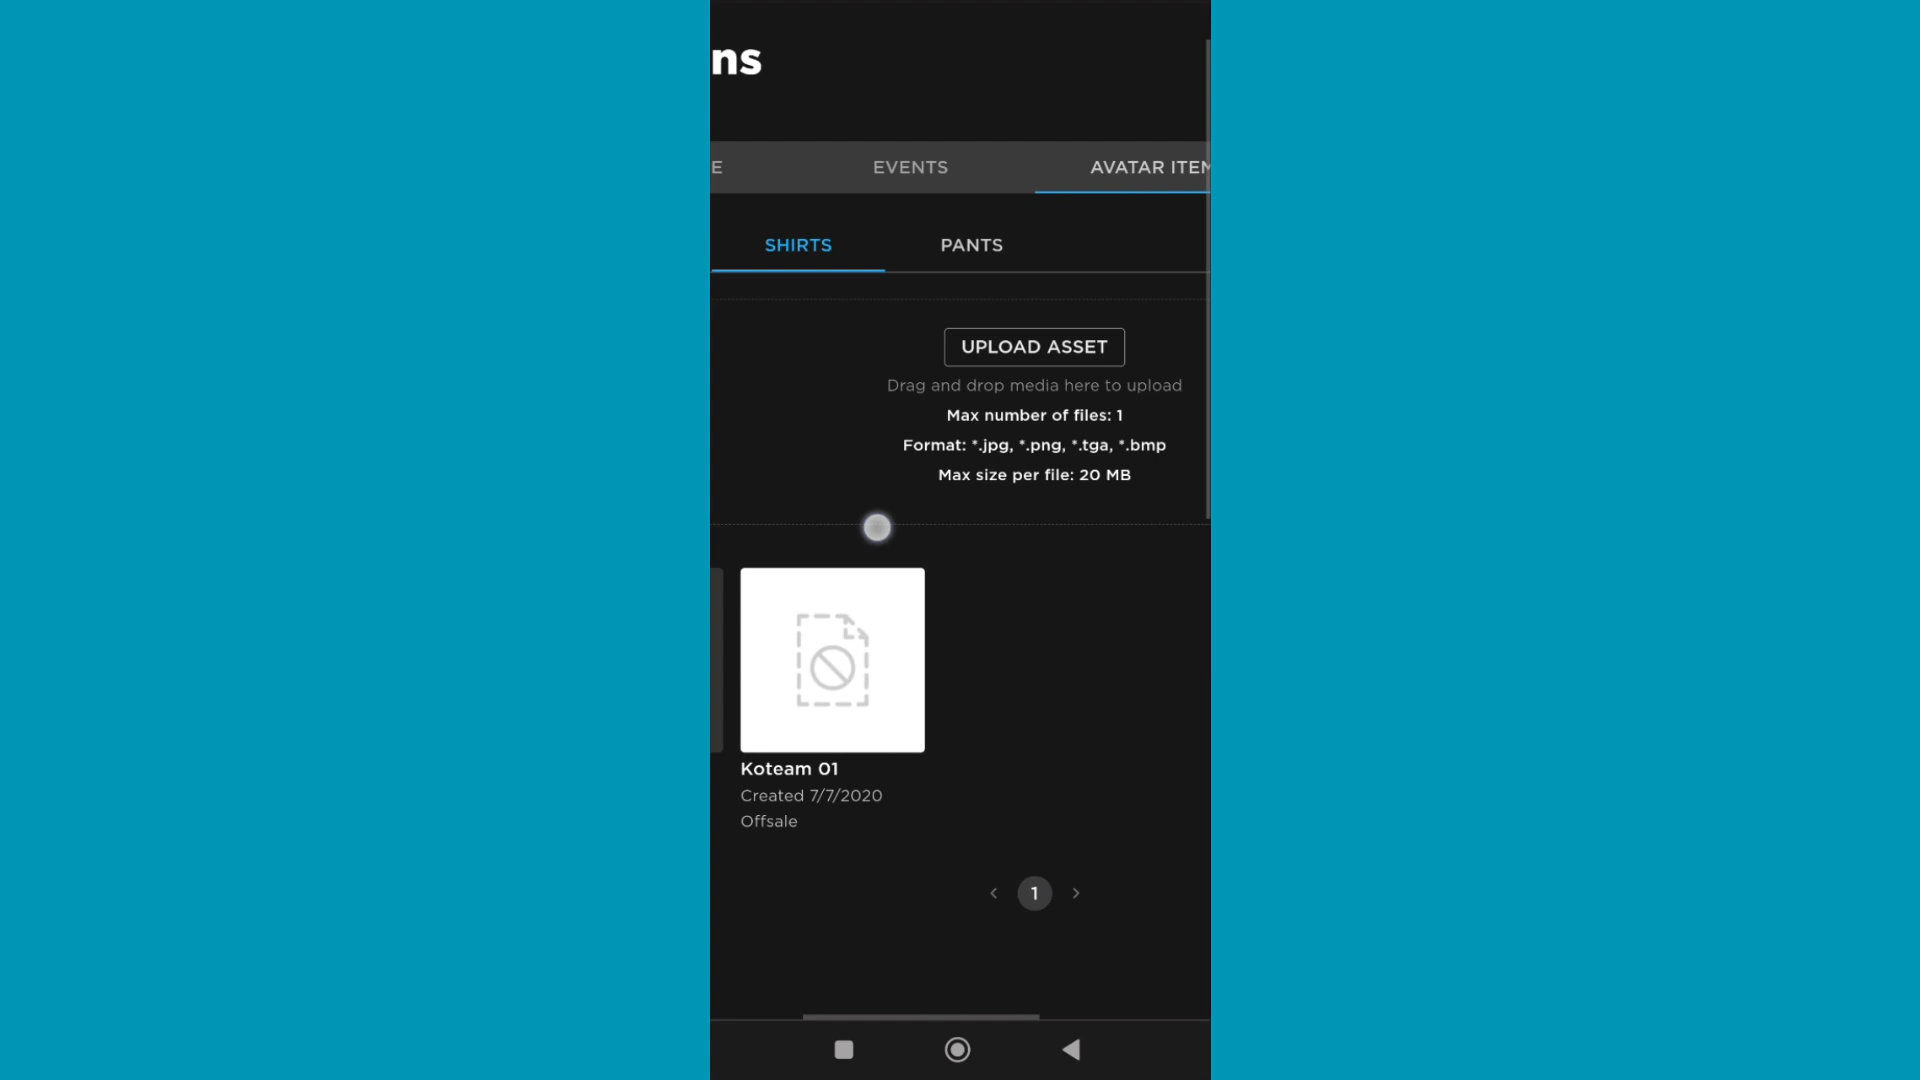 ns
E EVENTS AVATAR ITEM
SHIRTS PANTS
UPLOAD ASSET
Drag and drop media here to upload
Max number of files: 1
Format: *.jpg, *.png, *.tga, *.bmp
Max size per file: 20 MB
Koteam 01
Created 7/7/2020
Offsale
< 1 >